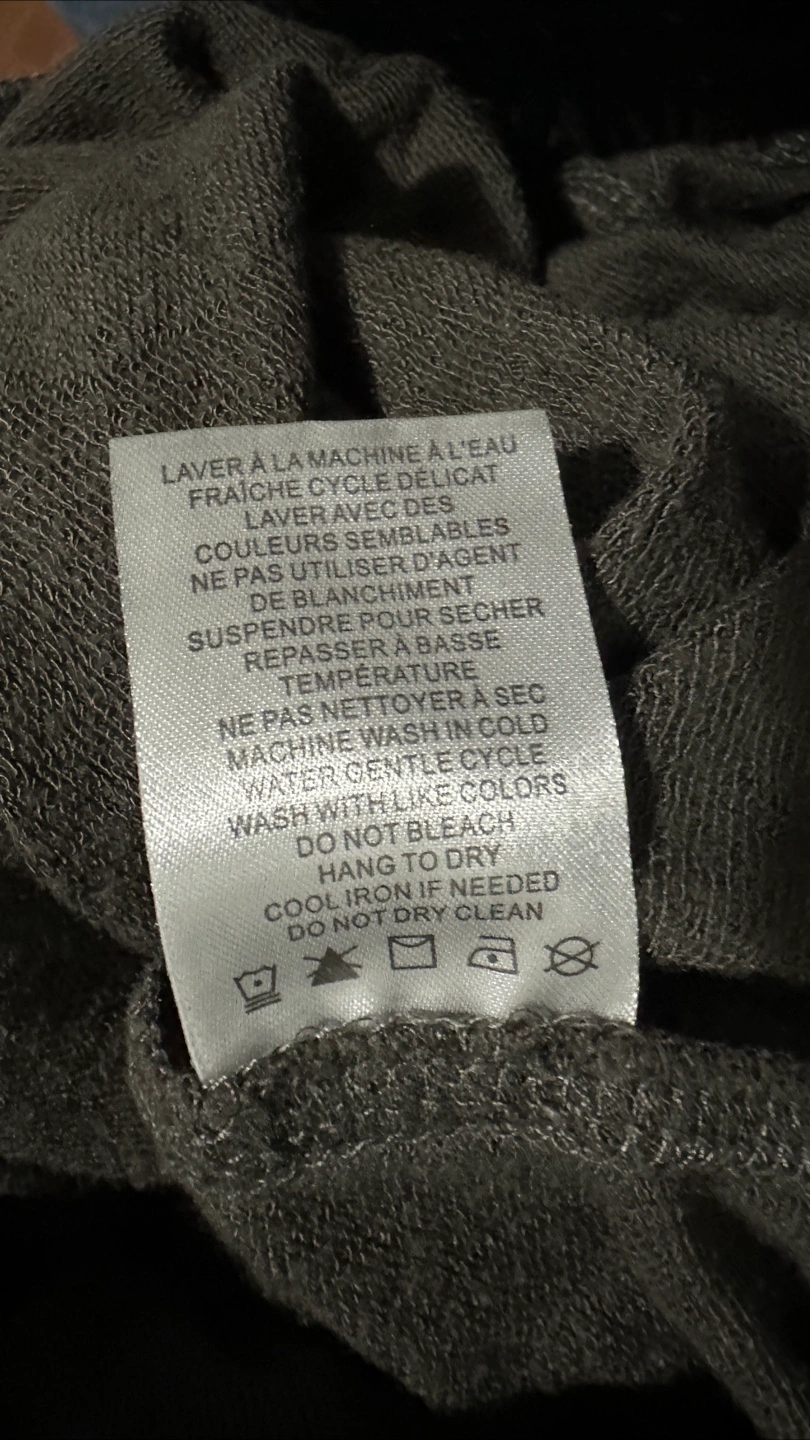 LAVER À LA MACHINE À L'EAU
FRAÎCHE CYCLE DÉLICAT
LAVER AVEC DES
COULEURS SEMBLABLES
NE PAS UTILISER D'AGENT
DE BLANCHIMENT
SUSPENDRE POUR SECHER
REPASSER À BASSE
TEMPÉRATURE
NE PAS NETTOYER À SEC
MACHINE WASH IN COLD
WATER GENTLE CYCLE
WASH WITH LIKE COLORS
DO NOT BLEACH
HANG TO DRY
COOL IRON IF NEEDED
DO NOT DRY CLEAN